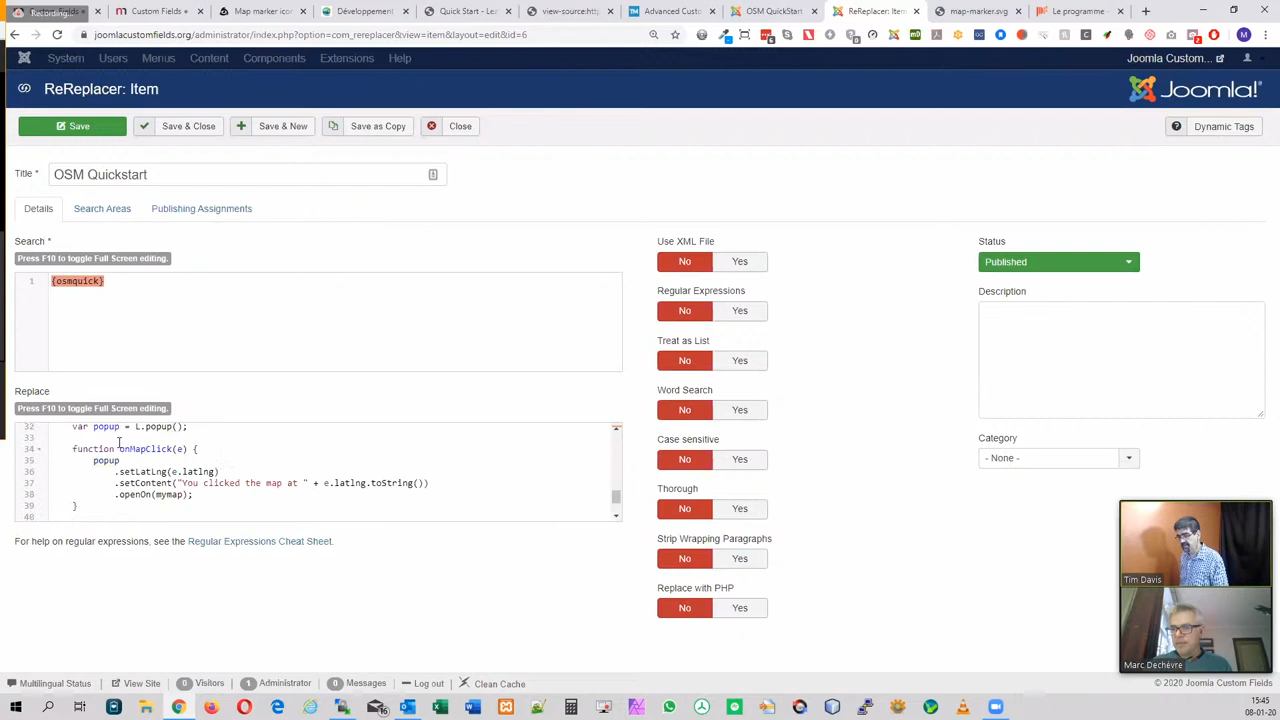 Recording...
Custom Fields
Map marker ico
Développement
view-source:http
Advanced Custo
OSM QuickStart
ReReplacer: Item
map-marker.svg
Le programme -
joomlacustomfields.org/administrator/index.php?option=com_rereplacer&view=item&layout=edit&id=6
System Users Menus Content Components Extensions Help
Joomla Custom...
ReReplacer: Item
Joomla!
Save
Save & Close
Save & New
Save as Copy
Close
Dynamic Tags
Title * OSM Quickstart
Details Search Areas Publishing Assignments
Search *
Press F10 to toggle Full Screen editing.
1 {osmquick}
Replace
Press F10 to toggle Full Screen editing.
32 var popup = L.popup();
33
34 function onMapClick(e) {
35 popup
36 .setLatLng(e.latlng)
37 .setContent("You clicked the map at " + e.latlng.toString())
38 .openOn(mymap);
39 }
40
For help on regular expressions, see the Regular Expressions Cheat Sheet.
Use XML File
No Yes
Regular Expressions
No Yes
Treat as List
No Yes
Word Search
No Yes
Case sensitive
No Yes
Thorough
No Yes
Strip Wrapping Paragraphs
No Yes
Replace with PHP
No Yes
Status
Published
Description
Category
- None -
Tim Davis
Marc Dechèvre
Multilingual Status View Site 0 Visitors 1 Administrator 0 Messages Log out Clean Cache
© 2020 Joomla Custom Fields
15:45
08-01-20